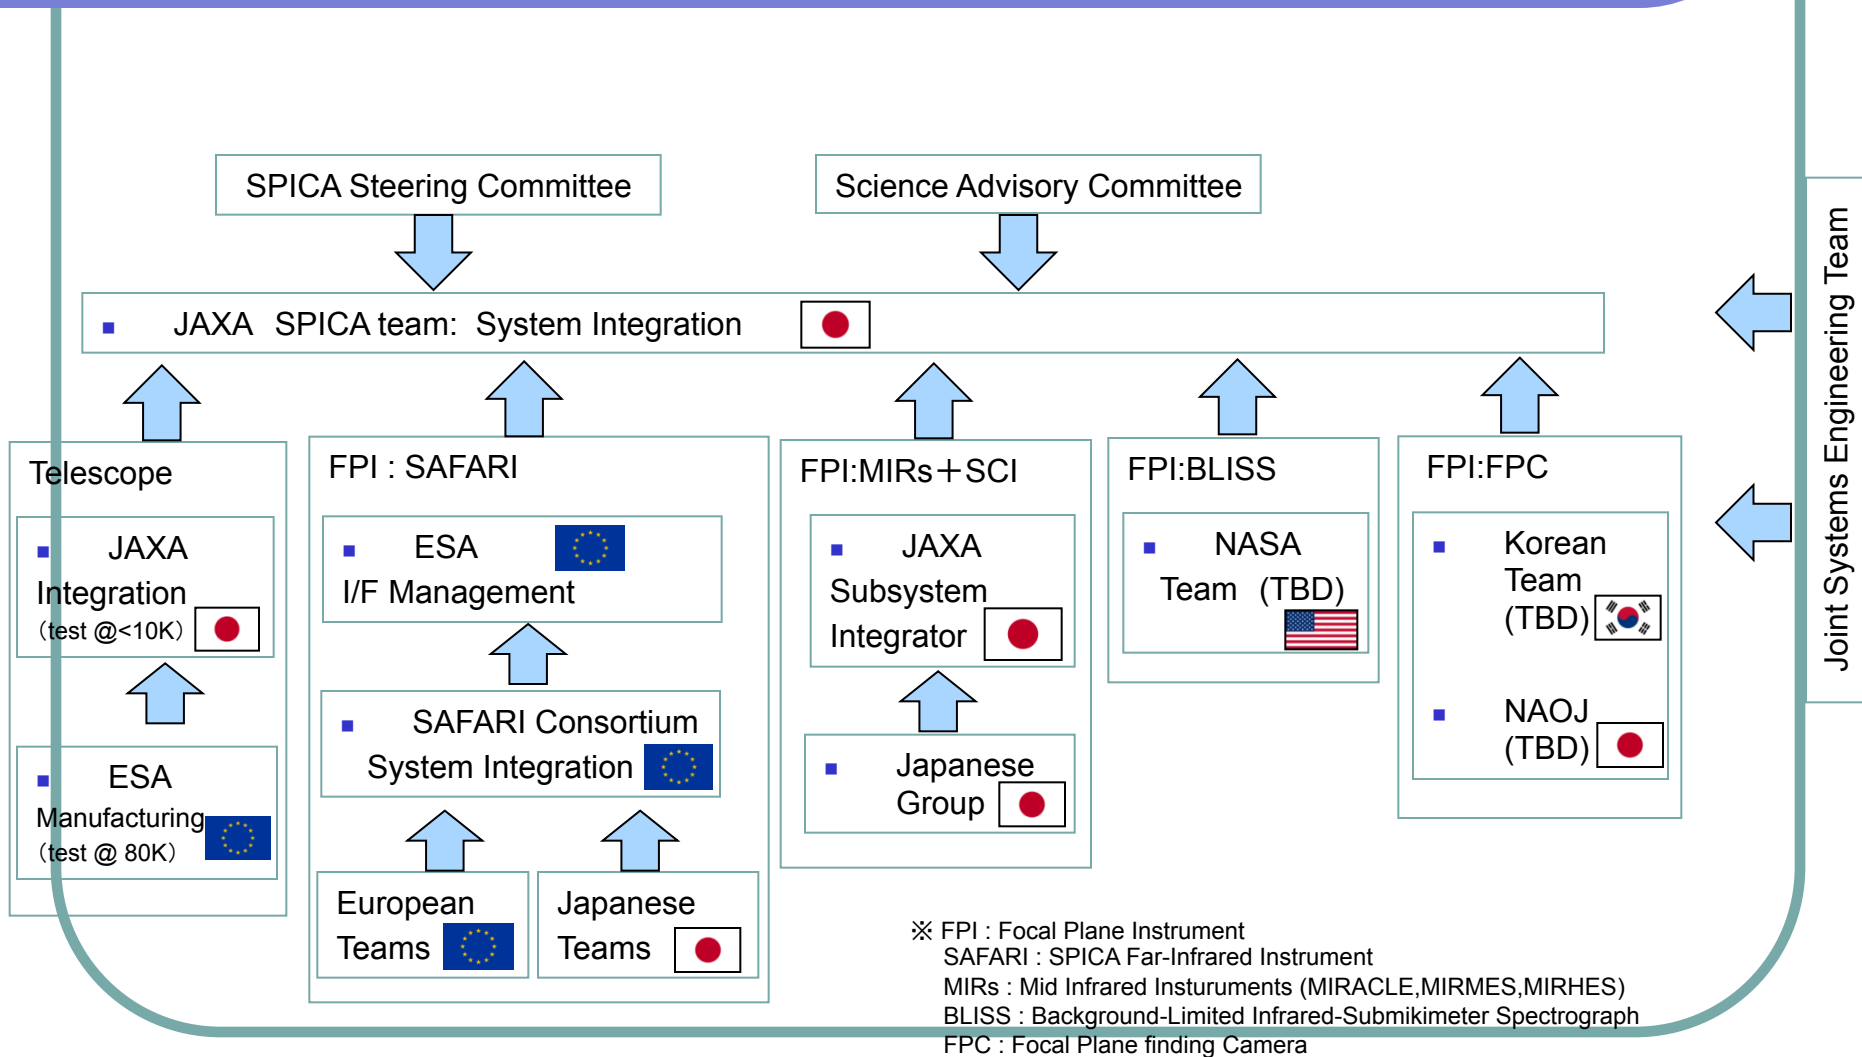 SPICA Steering Committee
Science Advisory Committee
JAXA SPICA team: System Integration
Joint Systems Engineering Team
Telescope
JAXA
Integration
（test @<10K）
ESA
Manufacturing
（test @ 80K）
FPI : SAFARI
ESA
I/F Management
SAFARI Consortium
System Integration
European
Teams
Japanese
Teams
FPI:MIRs＋SCI
JAXA
Subsystem
Integrator
Japanese
Group
FPI:BLISS
NASA
Team (TBD)
FPI:FPC
Korean
Team
(TBD)
NAOJ
(TBD)
※ FPI : Focal Plane Instrument
SAFARI : SPICA Far-Infrared Instrument
MIRs : Mid Infrared Insturuments (MIRACLE,MIRMES,MIRHES)
BLISS : Background-Limited Infrared-Submikimeter Spectrograph
FPC : Focal Plane finding Camera